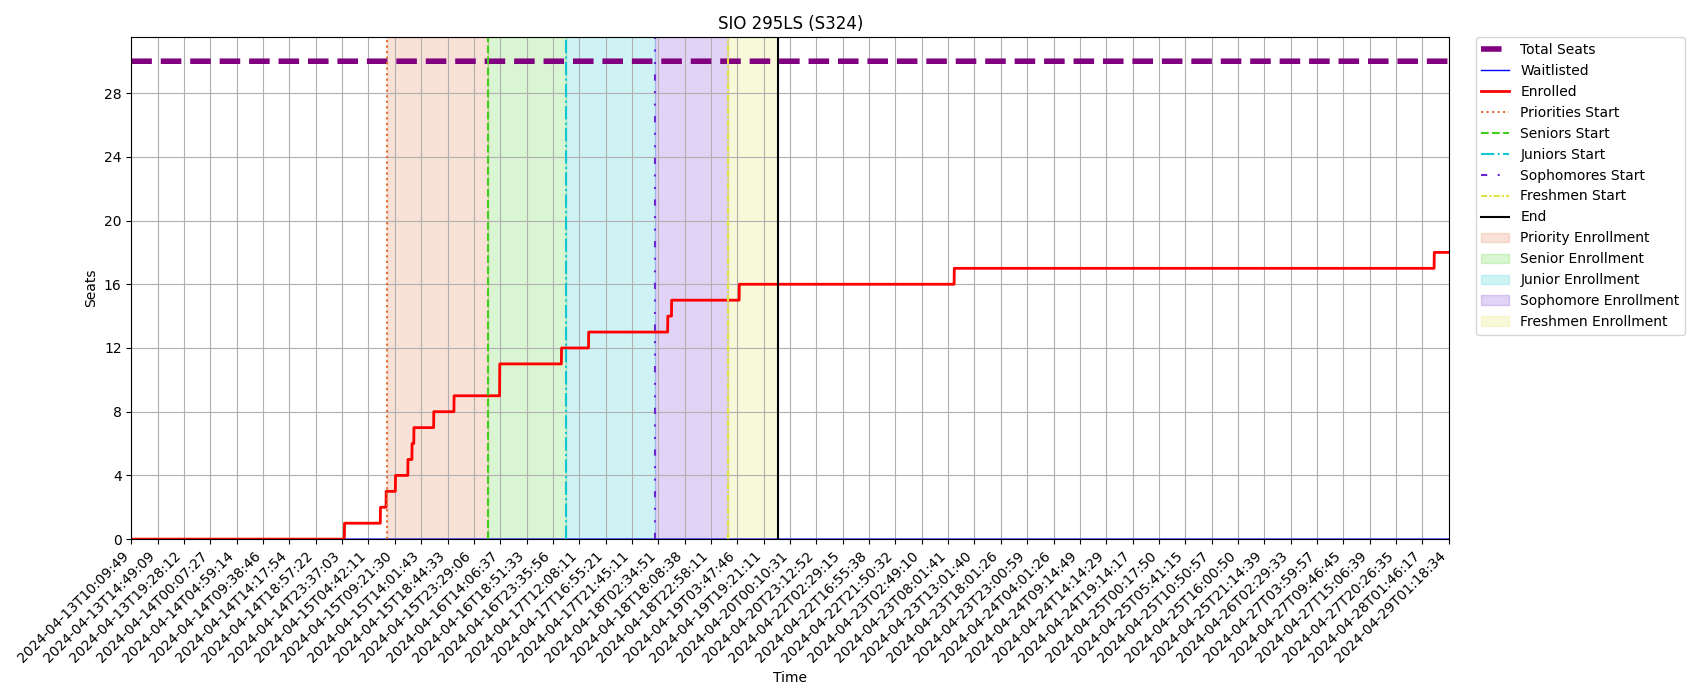 SIO 295LS (S324)
Seats
28
24
20
16
12
8
4
0
2024-04-13T10:09:49
2024-04-13T14:49:09
2024-04-13T19:28:12
2024-04-14T00:07:27
2024-04-14T04:59:14
2024-04-14T09:38:46
2024-04-14T14:17:54
2024-04-14T18:57:22
2024-04-14T23:37:03
2024-04-15T04:42:11
2024-04-15T09:21:30
2024-04-15T14:01:43
2024-04-15T18:44:33
2024-04-15T23:29:06
2024-04-16T14:06:37
2024-04-16T18:51:33
2024-04-16T23:35:56
2024-04-17T12:08:11
2024-04-17T16:55:21
2024-04-17T21:45:11
2024-04-18T02:34:51
2024-04-18T18:08:38
2024-04-18T22:58:11
2024-04-19T03:47:46
2024-04-19T19:21:11
2024-04-20T00:10:31
2024-04-20T23:12:52
2024-04-22T02:29:15
2024-04-22T16:55:38
2024-04-22T21:50:32
2024-04-23T02:49:10
2024-04-23T08:01:41
2024-04-23T13:01:40
2024-04-23T18:01:26
2024-04-23T23:00:59
2024-04-24T04:01:26
2024-04-24T09:14:49
2024-04-24T14:14:29
2024-04-24T19:14:17
2024-04-25T00:17:50
2024-04-25T05:41:15
2024-04-25T10:50:57
2024-04-25T16:00:50
2024-04-25T21:14:39
2024-04-26T02:29:33
2024-04-27T03:59:57
2024-04-27T09:46:45
2024-04-27T15:06:39
2024-04-27T20:26:35
2024-04-28T01:46:17
2024-04-29T01:18:34
Time
Total Seats
Waitlisted
Enrolled
Priorities Start
Seniors Start
Juniors Start
Sophomores Start
Freshmen Start
End
Priority Enrollment
Senior Enrollment
Junior Enrollment
Sophomore Enrollment
Freshmen Enrollment